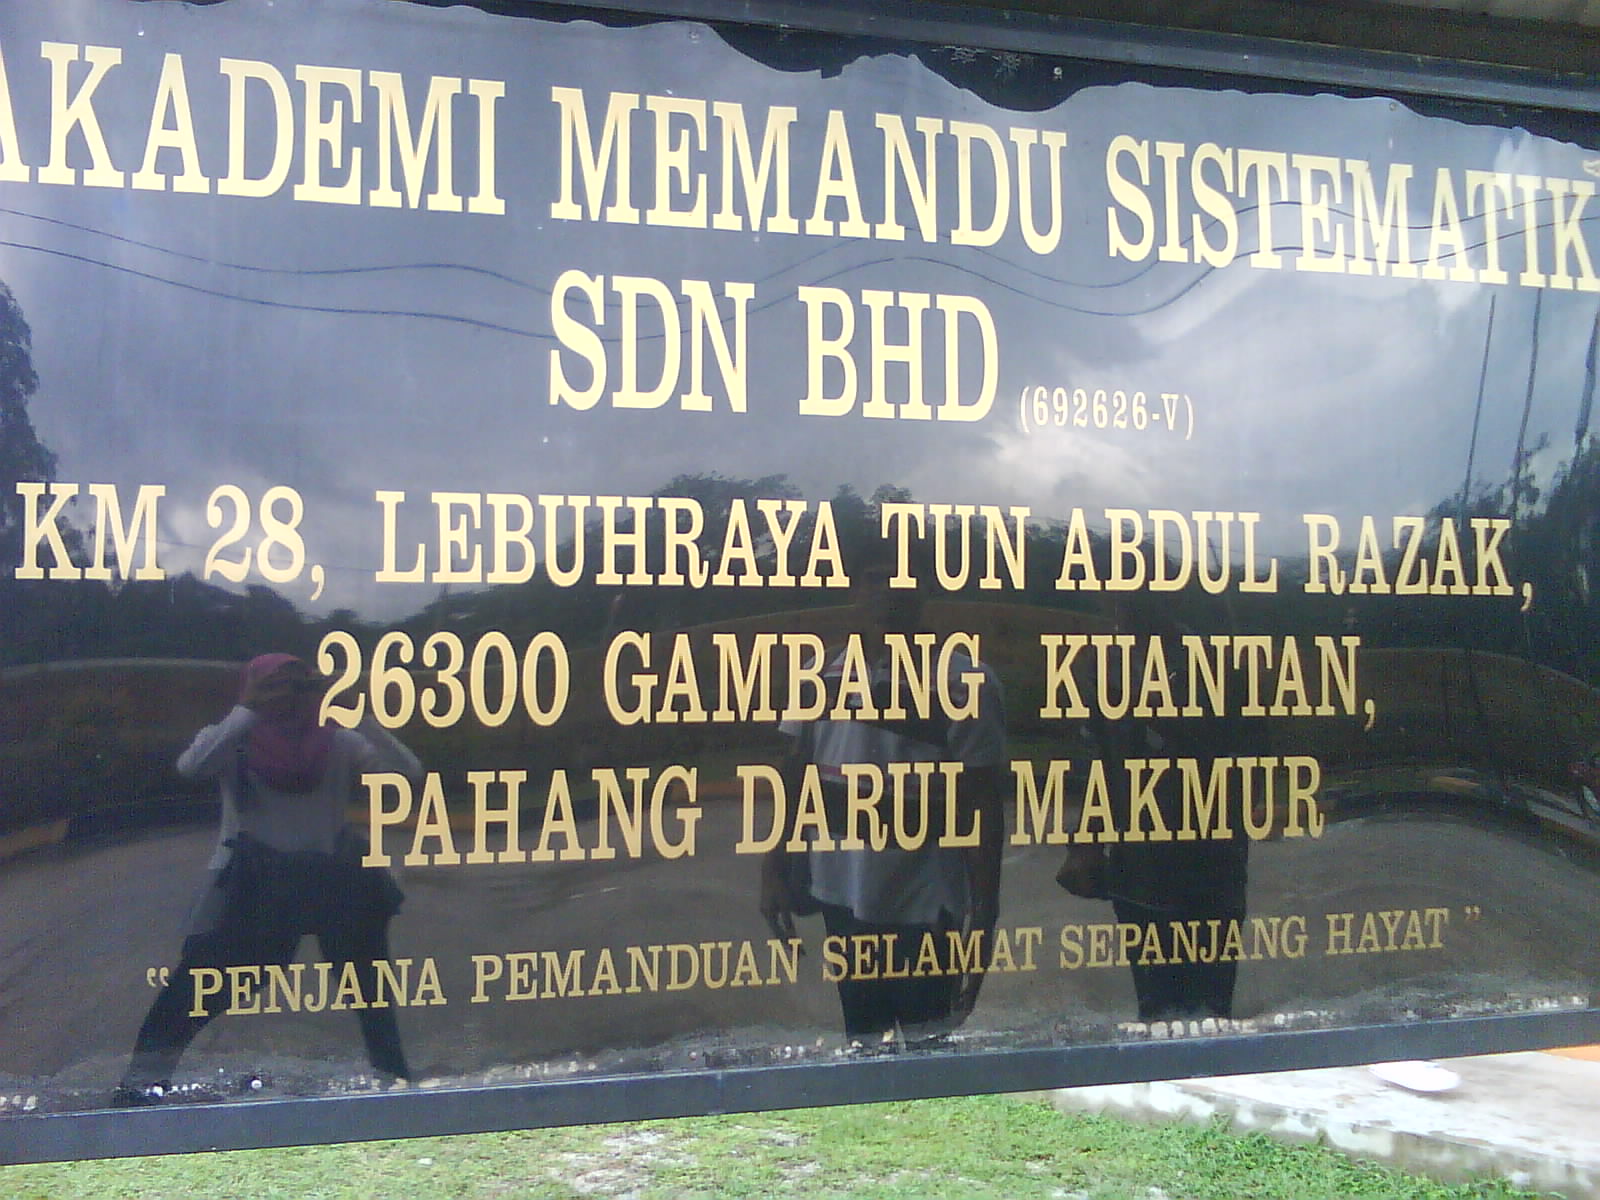 AKADEMI MEMANDU SISTEMATIK
SDN BHD (692626-V)
KM 28, LEBUHRAYA TUN ABDUL RAZAK,
26300 GAMBANG KUANTAN,
PAHANG DARUL MAKMUR
“ PENJANA PEMANDUAN SELAMAT SEPANJANG HAYAT ”